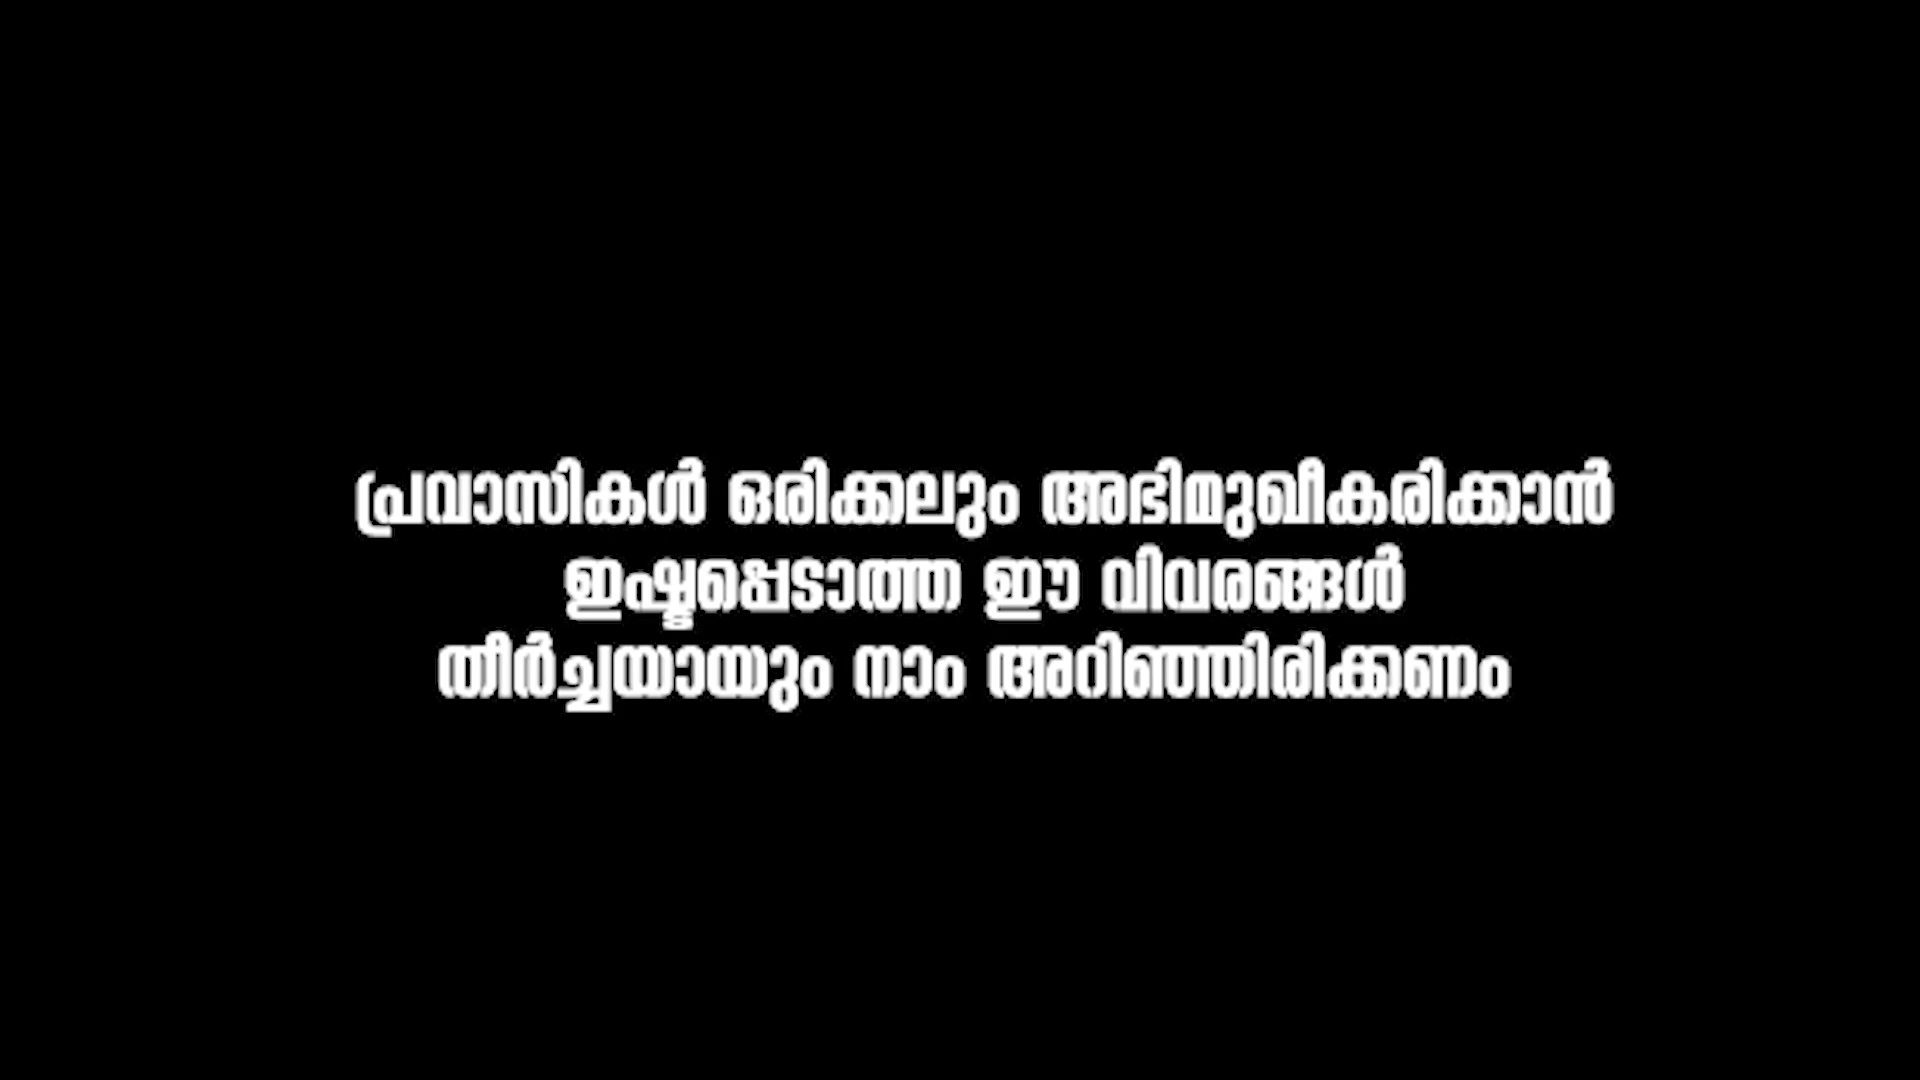 പ്രവാസികൾ ഒരിക്കലും അഭിമുഖീകരിക്കാൻ
ഇഷ്ടപ്പെടാത്ത ഈ വിവരങ്ങൾ
തീർച്ചയായും നാം അറിഞ്ഞിരിക്കണം